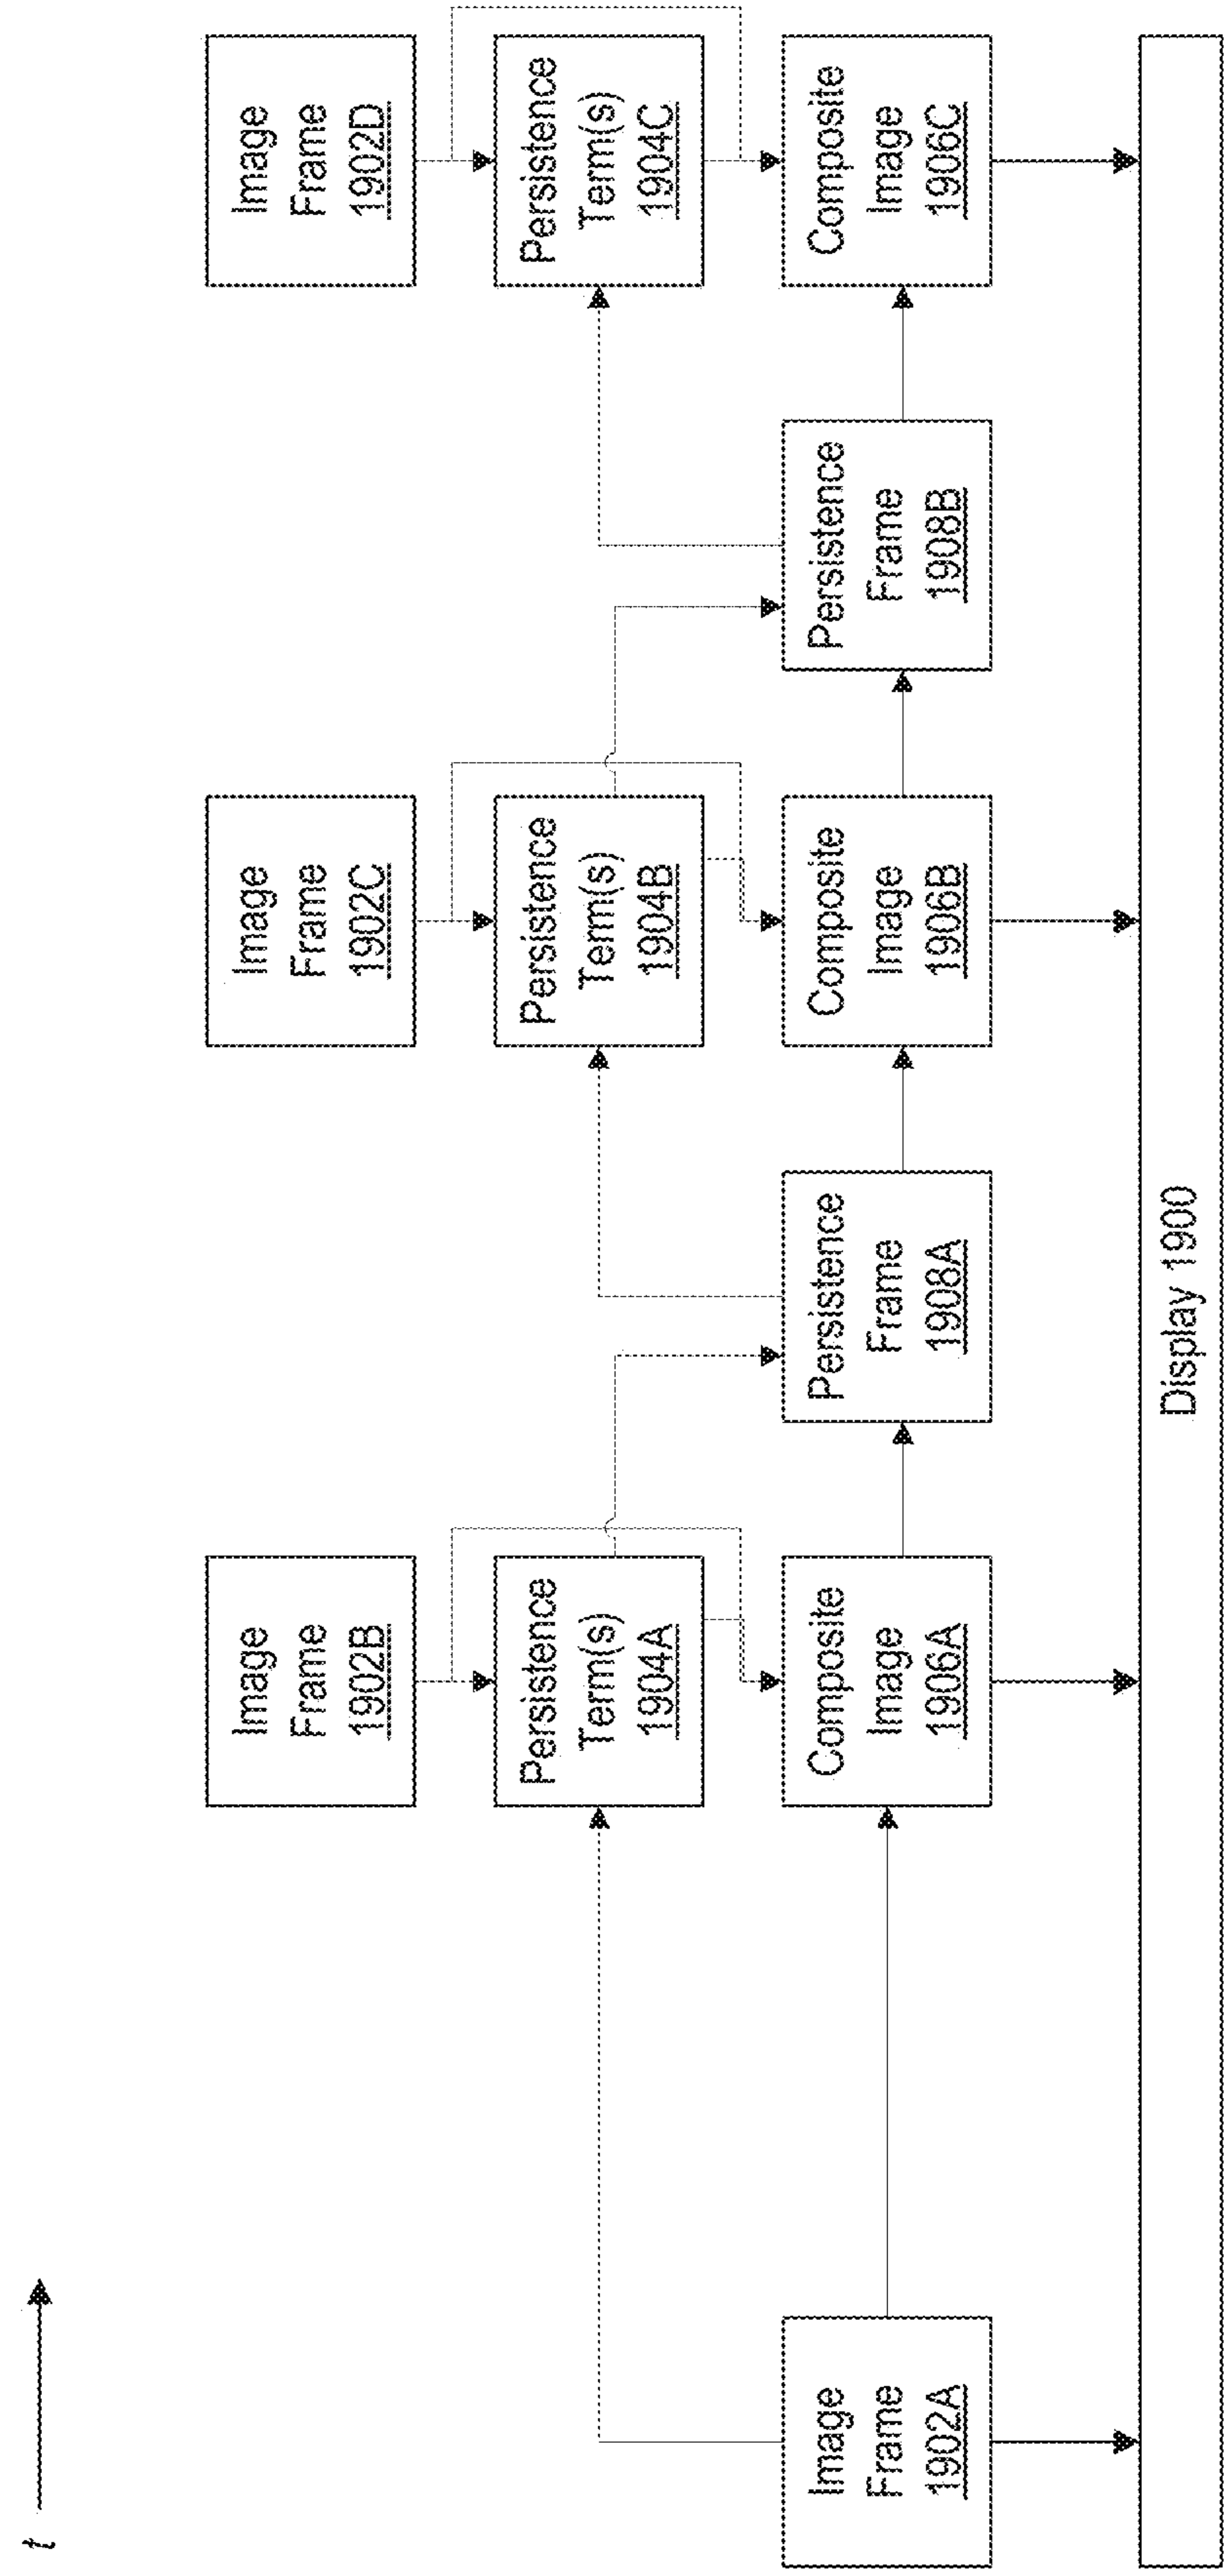 t
Image
Frame
1902B
Image
Frame
1902C
Image
Frame
1902D
Persistence
Term(s)
1904A
Persistence
Term(s)
1904B
Persistence
Term(s)
1904C
Image
Frame
1902A
Composite
Image
1906A
Persistence
Frame
1908A
Composite
Image
1906B
Persistence
Frame
1908B
Composite
Image
1906C
Display 1900